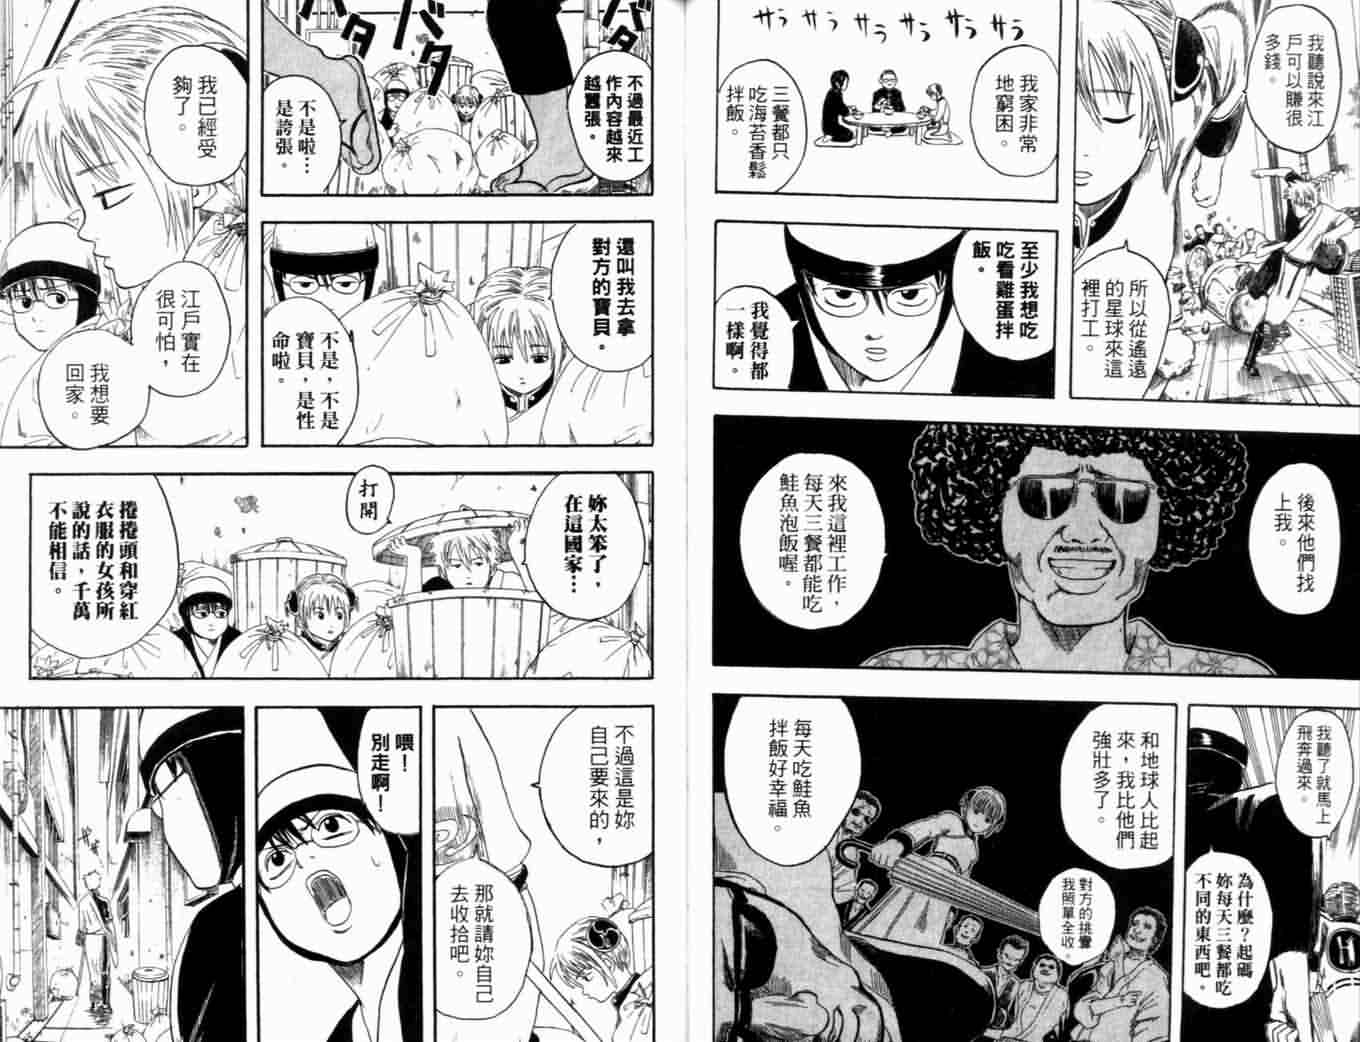 我聽說來江
戶可以賺很
多錢。
我家非常
地窮困。
サラ サラ サラ サラ サラ サラ
三餐都只
吃海苔香鬆
拌飯。
所以從遙遠
的星球來這
裡打工。
至少我想吃
吃看雞蛋拌
飯。
我覺得都
一樣啊。
後來他們找
上我。
來我這裡工作，
每天三餐都能吃
鮭魚泡飯喔。
我聽了就馬上
飛奔過來。
為什麼？起碼
妳每天三餐都吃
不同的東西吧。
和地球人比起
來，我比他們
強壯多了。
對方的挑釁
我照單全收。
每天吃鮭魚
拌飯好幸福。
バタ
バタ
バタ
不過最近工
作內容越來
越囂張。
不是啦…
是誇張。
我已經受
夠了。
江戶實在
很可怕，
我想要
回家。
還叫我去拿
對方的寶貝。
不是，不是
寶貝，是性
命啦。
妳太笨了，
在這國家…
打開
捲捲頭和穿紅
衣服的女孩所
說的話，千萬
不能相信。
不過這是妳
自己要來的，
那就請妳自己
去收拾吧。
喂！
別走啊！